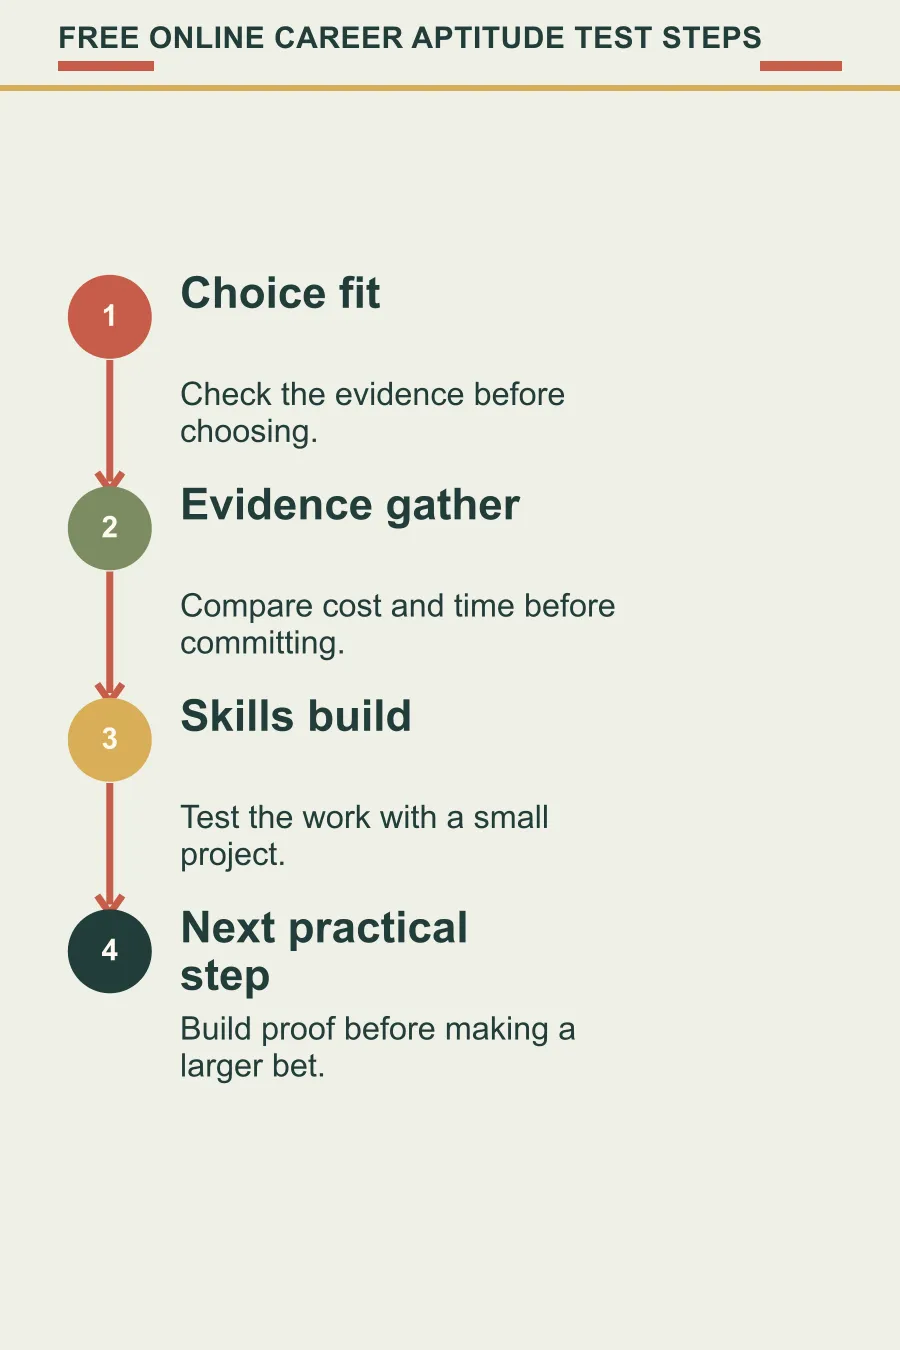 FREE ONLINE CAREER APTITUDE TEST STEPS
1
Choice fit
Check the evidence before
choosing.
2
Evidence gather
Compare cost and time before
committing.
3
Skills build
Test the work with a small
project.
4
Next practical
step
Build proof before making a
larger bet.